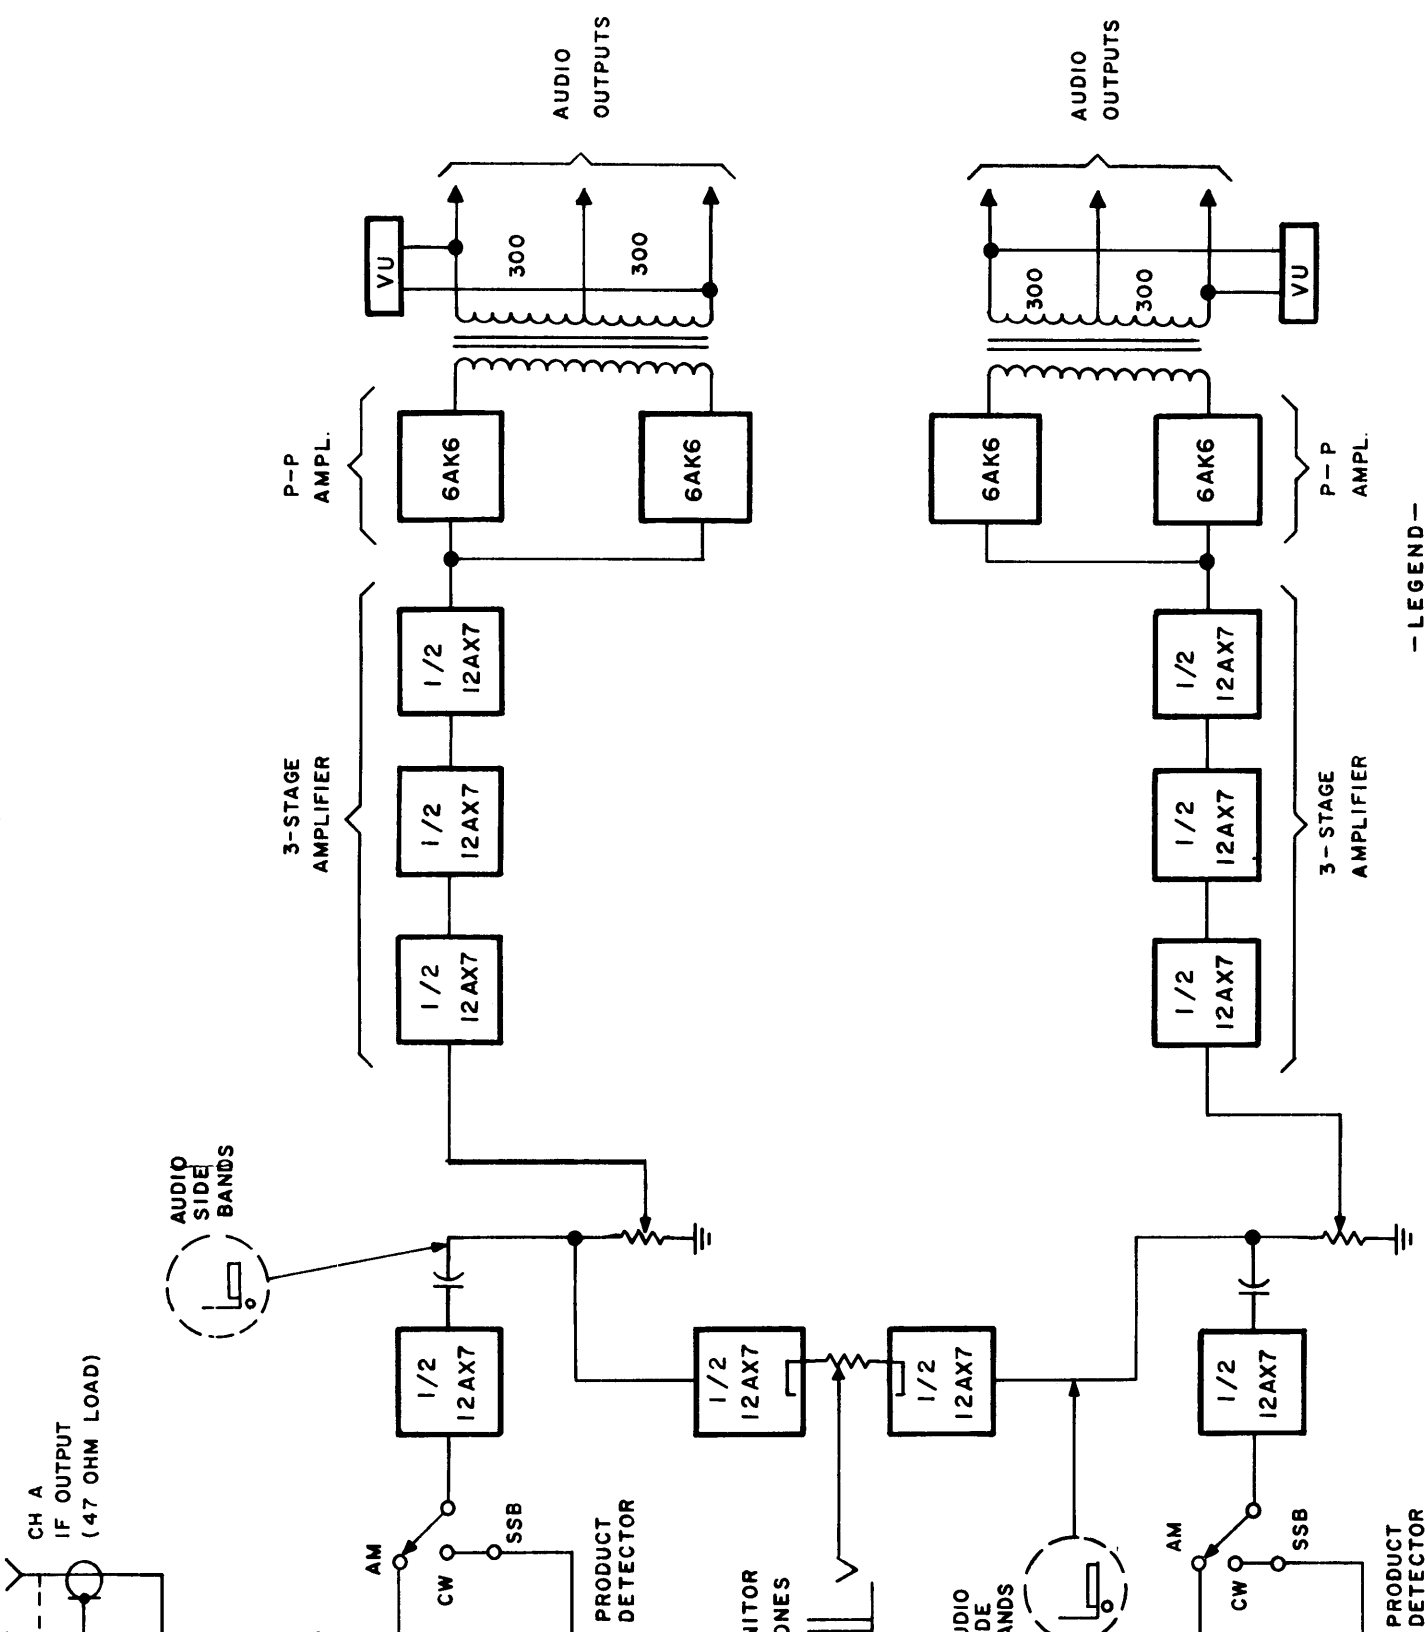 AUDIO
OUTPUTS
AUDIO
OUTPUTS
VU
300
300
300
300
VU
P-P
AMPL.
6AK6
6AK6
6AK6
6AK6
P-P
AMPL.
-LEGEND-
3-STAGE
AMPLIFIER
1/2
12AX7
1/2
12AX7
1/2
12AX7
1/2
12AX7
1/2
12AX7
1/2
12AX7
3-STAGE
AMPLIFIER
AUDIO
SIDE
BANDS
1/2
12AX7
1/2
12AX7
1/2
12AX7
1/2
12AX7
CH A
IF OUTPUT
(47 OHM LOAD)
AM
CW
SSB
PRODUCT
DETECTOR
AM
CW
SSB
PRODUCT
DETECTOR